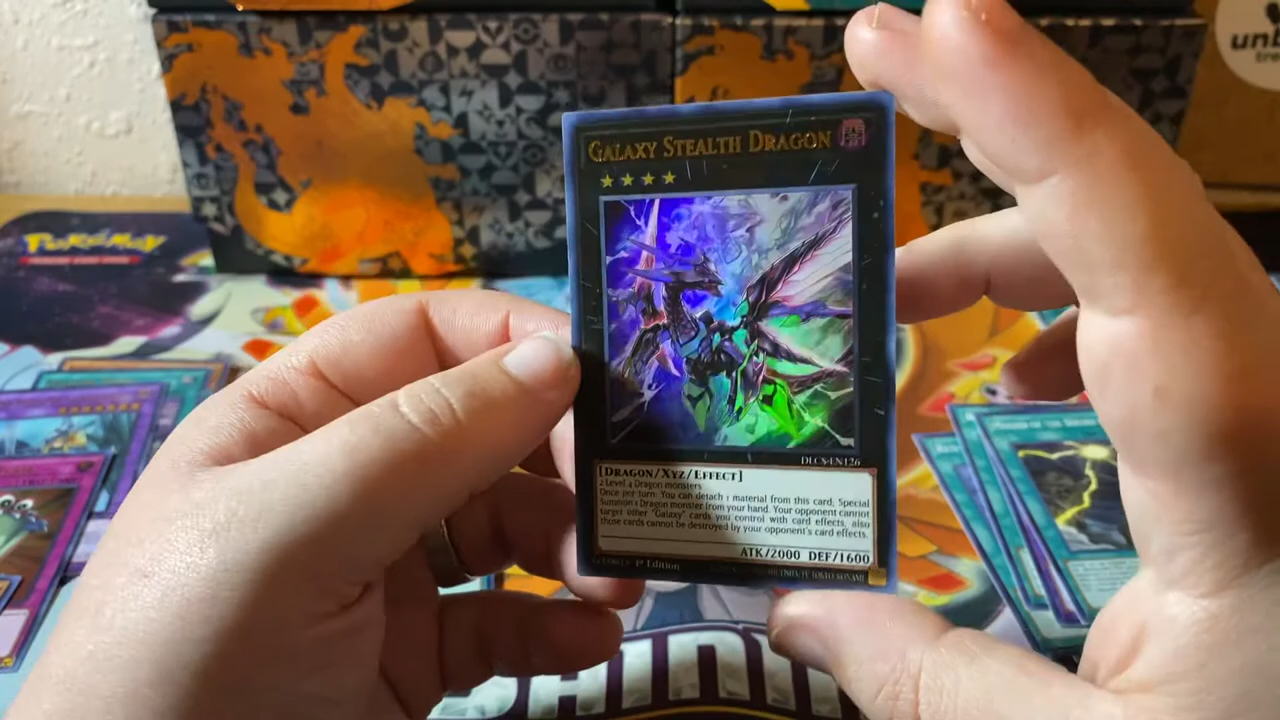 unb
tre
GALAXY STEALTH DRAGON
POKÉMON
DLCS-EN126
[DRAGON/XYZ/EFFECT]
2 Level 4 Dragon monsters
Once per turn: You can detach 1 material from this card; Special
Summon 1 Dragon monster from your hand. Your opponent cannot
target other "Galaxy" cards you control with card effects, also
those cards cannot be destroyed by your opponent's card effects.
ATK/2000 DEF/1600
1st Edition